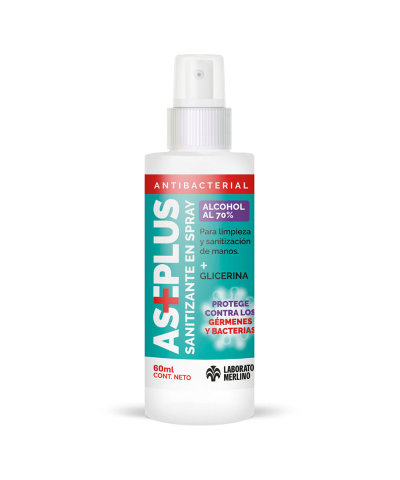 ANTIBACTERIAL
AS+EPLUS
SANITIZANTE EN SPRAY
ALCOHOL
AL 70%
Para limpieza
y sanitización
de manos.
+
GLICERINA
PROTEGE
CONTRA LOS
GÉRMENES
Y BACTERIAS
60ml
CONT. NETO
LABORATO
MERLINO